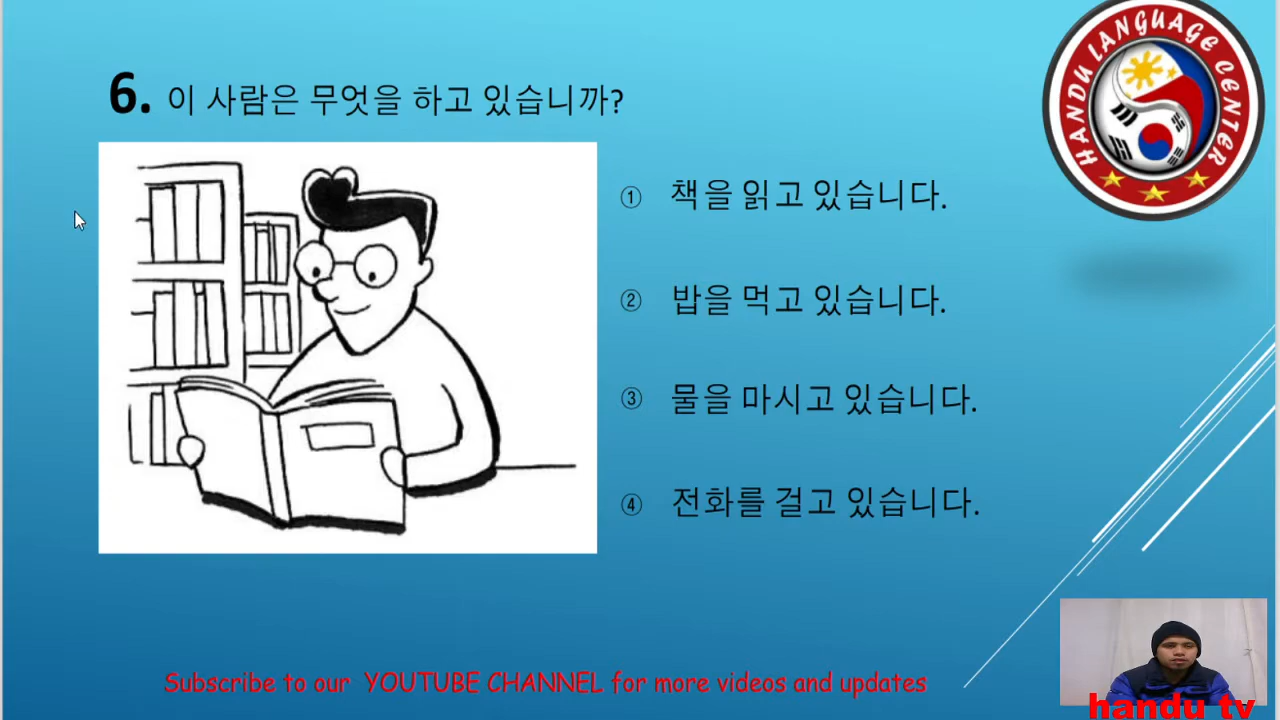 HANDU LANGUAGE CENTER
6. 이 사람은 무엇을 하고 있습니까?
① 책을 읽고 있습니다.
② 밥을 먹고 있습니다.
③ 물을 마시고 있습니다.
④ 전화를 걸고 있습니다.
Subscribe to our YOUTUBE CHANNEL for more videos and updates
handu tv